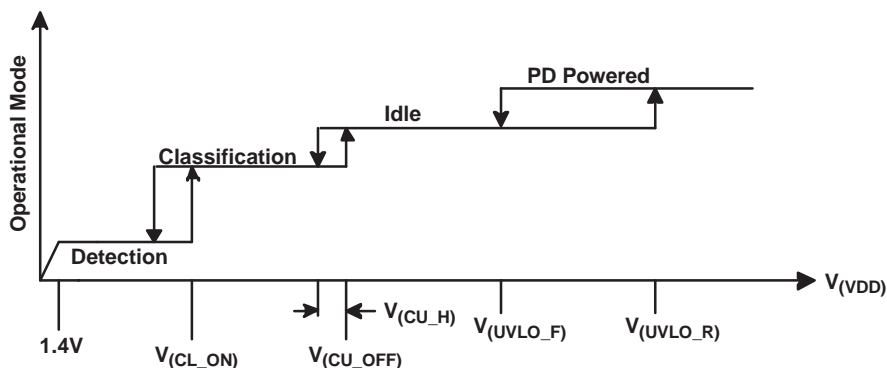 Operational Mode
PD Powered
Idle
Classification
Detection
V(VDD)
1.4V
V(CL_ON)
V(CU_OFF)
V(CU_H)
V(UVLO_F)
V(UVLO_R)